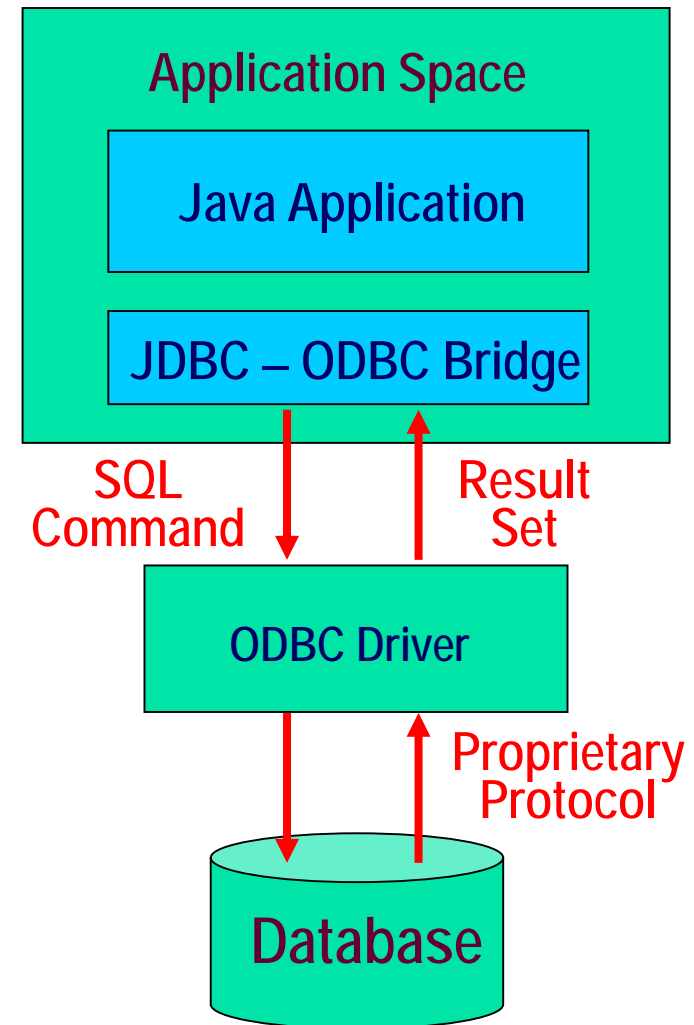 Application Space
Java Application
JDBC – ODBC Bridge
SQL
Command
Result
Set
ODBC Driver
Proprietary
Protocol
Database